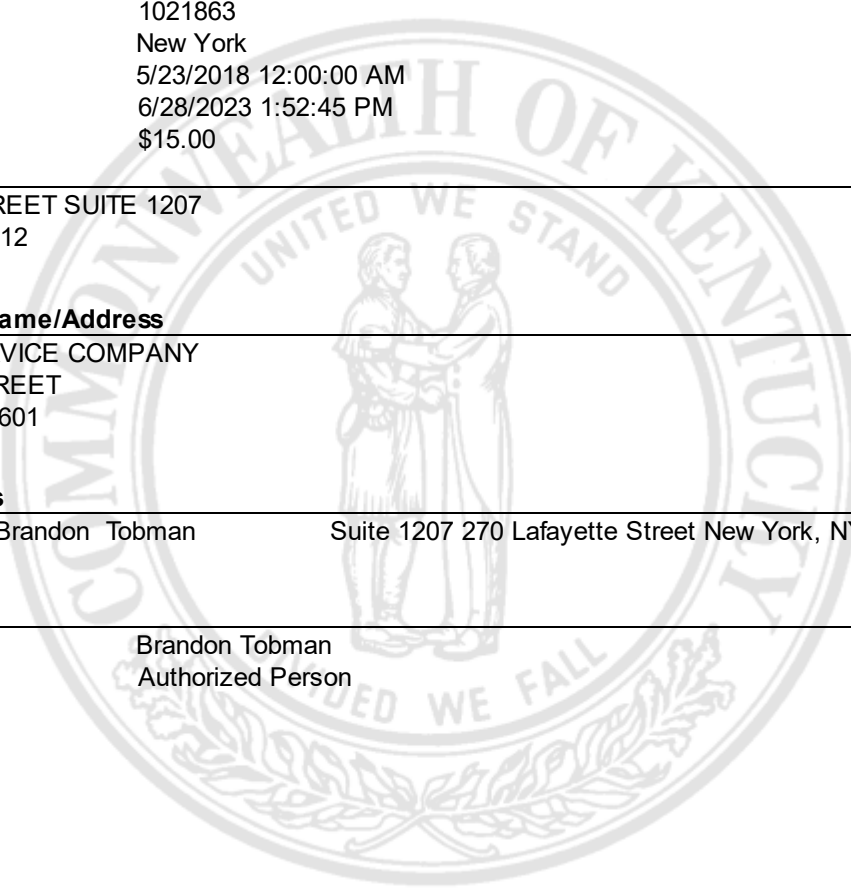 1021863
New York
5/23/2018 12:00:00 AM
6/28/2023 1:52:45 PM
$15.00
REET SUITE 1207
12
ame/Address
VICE COMPANY
REET
601
s
Brandon Tobman Suite 1207 270 Lafayette Street New York, NY
Brandon Tobman
Authorized Person
COMMONWEALTH OF KENTUCKY
UNITED WE STAND
DIVIDED WE FALL